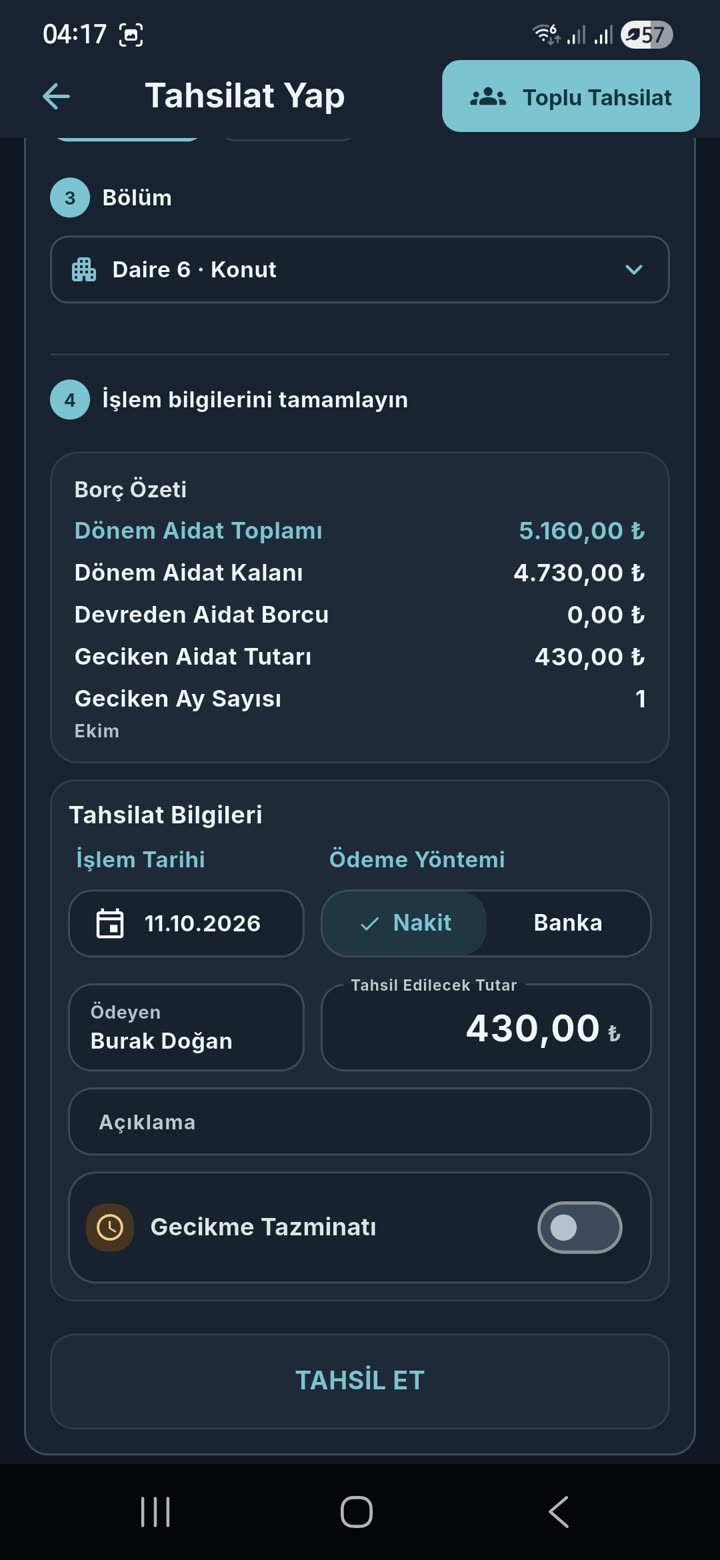 04:17
57
Tahsilat Yap
Toplu Tahsilat
3 Bölüm
Daire 6 · Konut
4 İşlem bilgilerini tamamlayın
Borç Özeti
Dönem Aidat Toplamı 5.160,00 ₺
Dönem Aidat Kalanı 4.730,00 ₺
Devreden Aidat Borcu 0,00 ₺
Geciken Aidat Tutarı 430,00 ₺
Geciken Ay Sayısı 1
Ekim
Tahsilat Bilgileri
İşlem Tarihi Ödeme Yöntemi
11.10.2026 Nakit Banka
Tahsil Edilecek Tutar
Ödeyen
Burak Doğan 430,00 ₺
Açıklama
Gecikme Tazminatı
TAHSİL ET